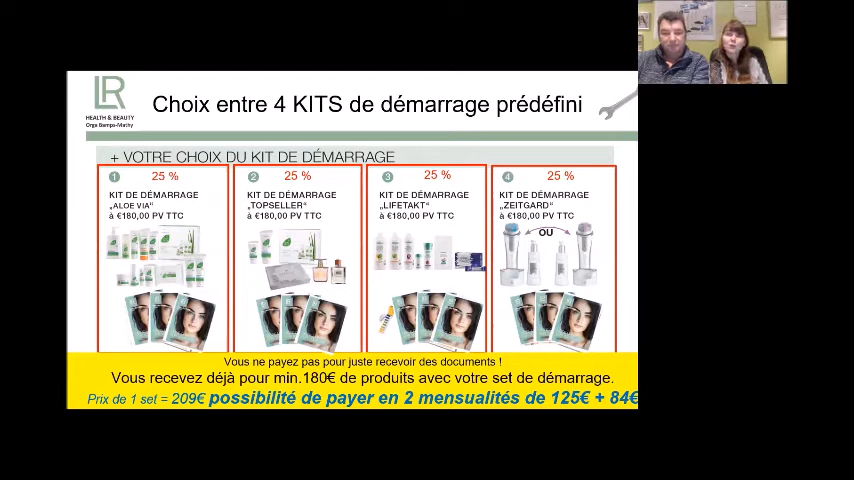 LR
HEALTH & BEAUTY
Orga Bamps-Mathy
Choix entre 4 KITS de démarrage prédéfini
+ VOTRE CHOIX DU KIT DE DÉMARRAGE
1 25 %
KIT DE DÉMARRAGE
„ALOE VIA“
à €180,00 PV TTC
2 25 %
KIT DE DÉMARRAGE
„TOPSELLER“
à €180,00 PV TTC
3 25 %
KIT DE DÉMARRAGE
„LIFETAKT“
à €180,00 PV TTC
4 25 %
KIT DE DÉMARRAGE
„ZEITGARD“
à €180,00 PV TTC
OU
Vous ne payez pas pour juste recevoir des documents !
Vous recevez déjà pour min.180€ de produits avec votre set de démarrage.
Prix de 1 set = 209€ possibilité de payer en 2 mensualités de 125€ + 84€